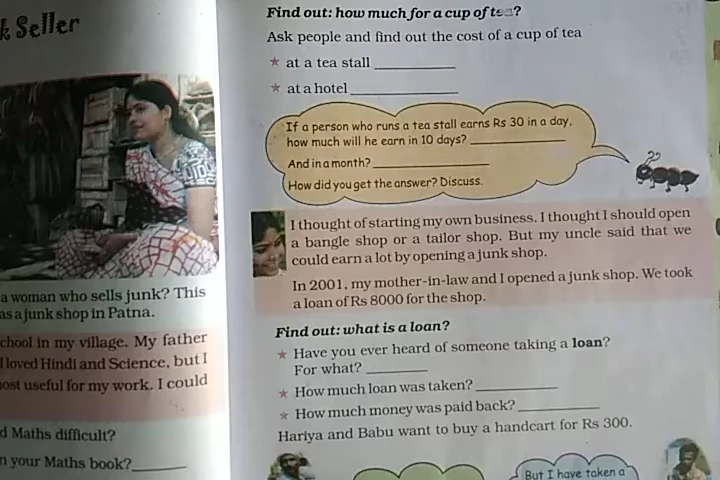 k Seller
a woman who sells junk? This
as a junk shop in Patna.
chool in my village. My father
I loved Hindi and Science, but I
ost useful for my work. I could
d Maths difficult?
n your Maths book?
Find out: how much for a cup of tea?
Ask people and find out the cost of a cup of tea
at a tea stall
at a hotel
If a person who runs a tea stall earns Rs 30 in a day,
how much will he earn in 10 days?
And in a month?
How did you get the answer? Discuss.
I thought of starting my own business. I thought I should open
a bangle shop or a tailor shop. But my uncle said that we
could earn a lot by opening a junk shop.
In 2001, my mother-in-law and I opened a junk shop. We took
a loan of Rs 8000 for the shop.
Find out: what is a loan?
Have you ever heard of someone taking a loan?
For what?
How much loan was taken?
How much money was paid back?
Hariya and Babu want to buy a handcart for Rs 300.
But I have taken a